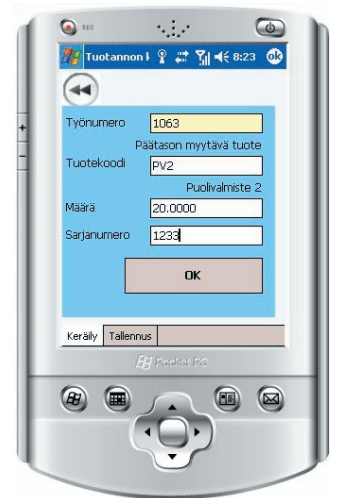 REC
Tuotannon k 8:23 ok
Työnumero 1063
Päätason myytävä tuote
Tuotekoodi PV2
Puolivalmiste 2
Määrä 20.0000
Sarjanumero 1233
OK
Keräily Tallennus
Pocket PC